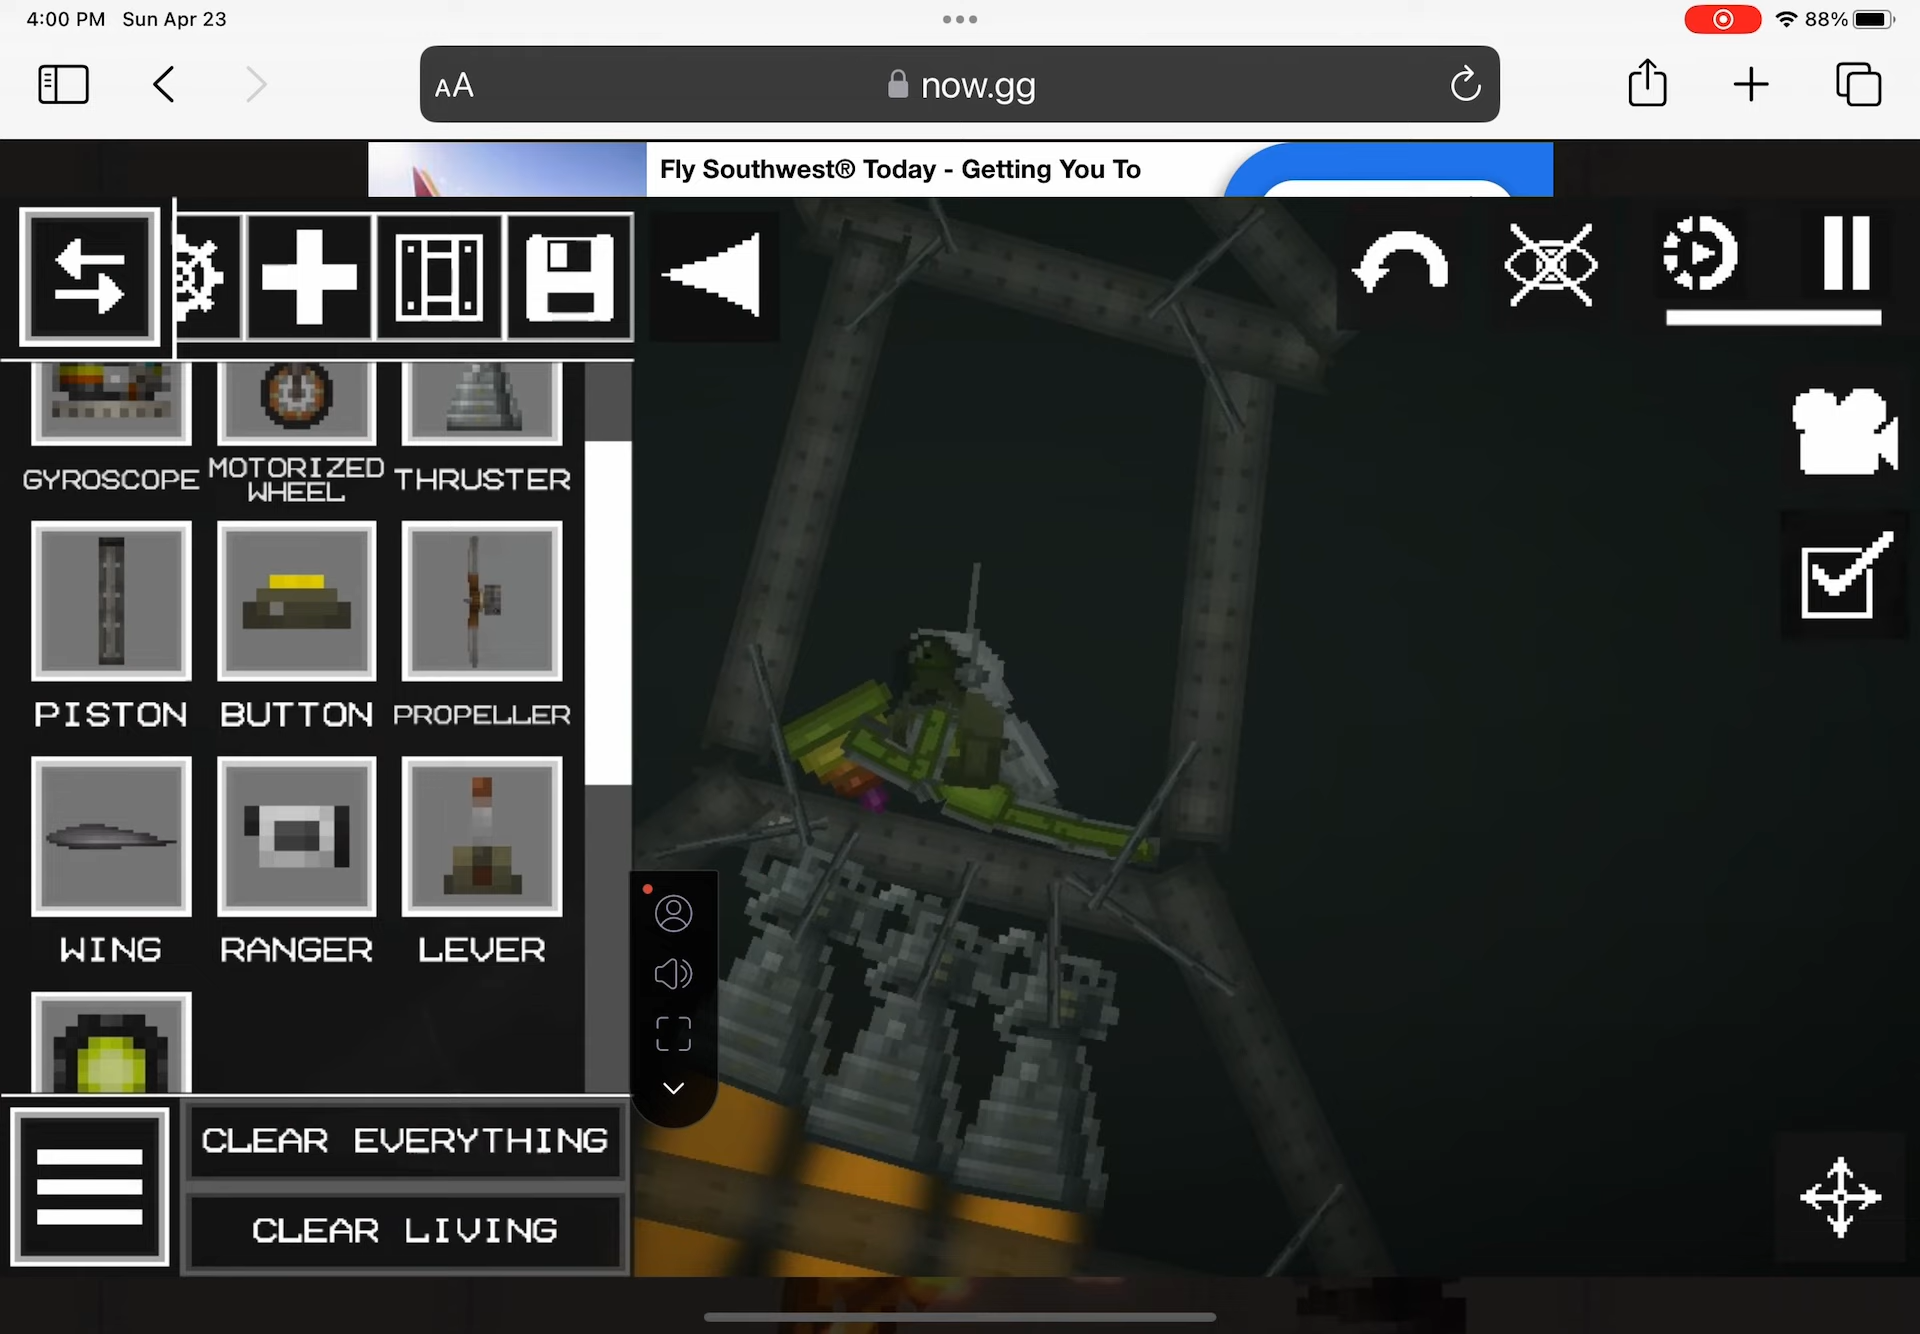 4:00 PM Sun Apr 23
88%
AA
now.gg
Fly Southwest® Today - Getting You To
GYROSCOPE
MOTORIZED
WHEEL
THRUSTER
PISTON
BUTTON
PROPELLER
WING
RANGER
LEVER
CLEAR EVERYTHING
CLEAR LIVING